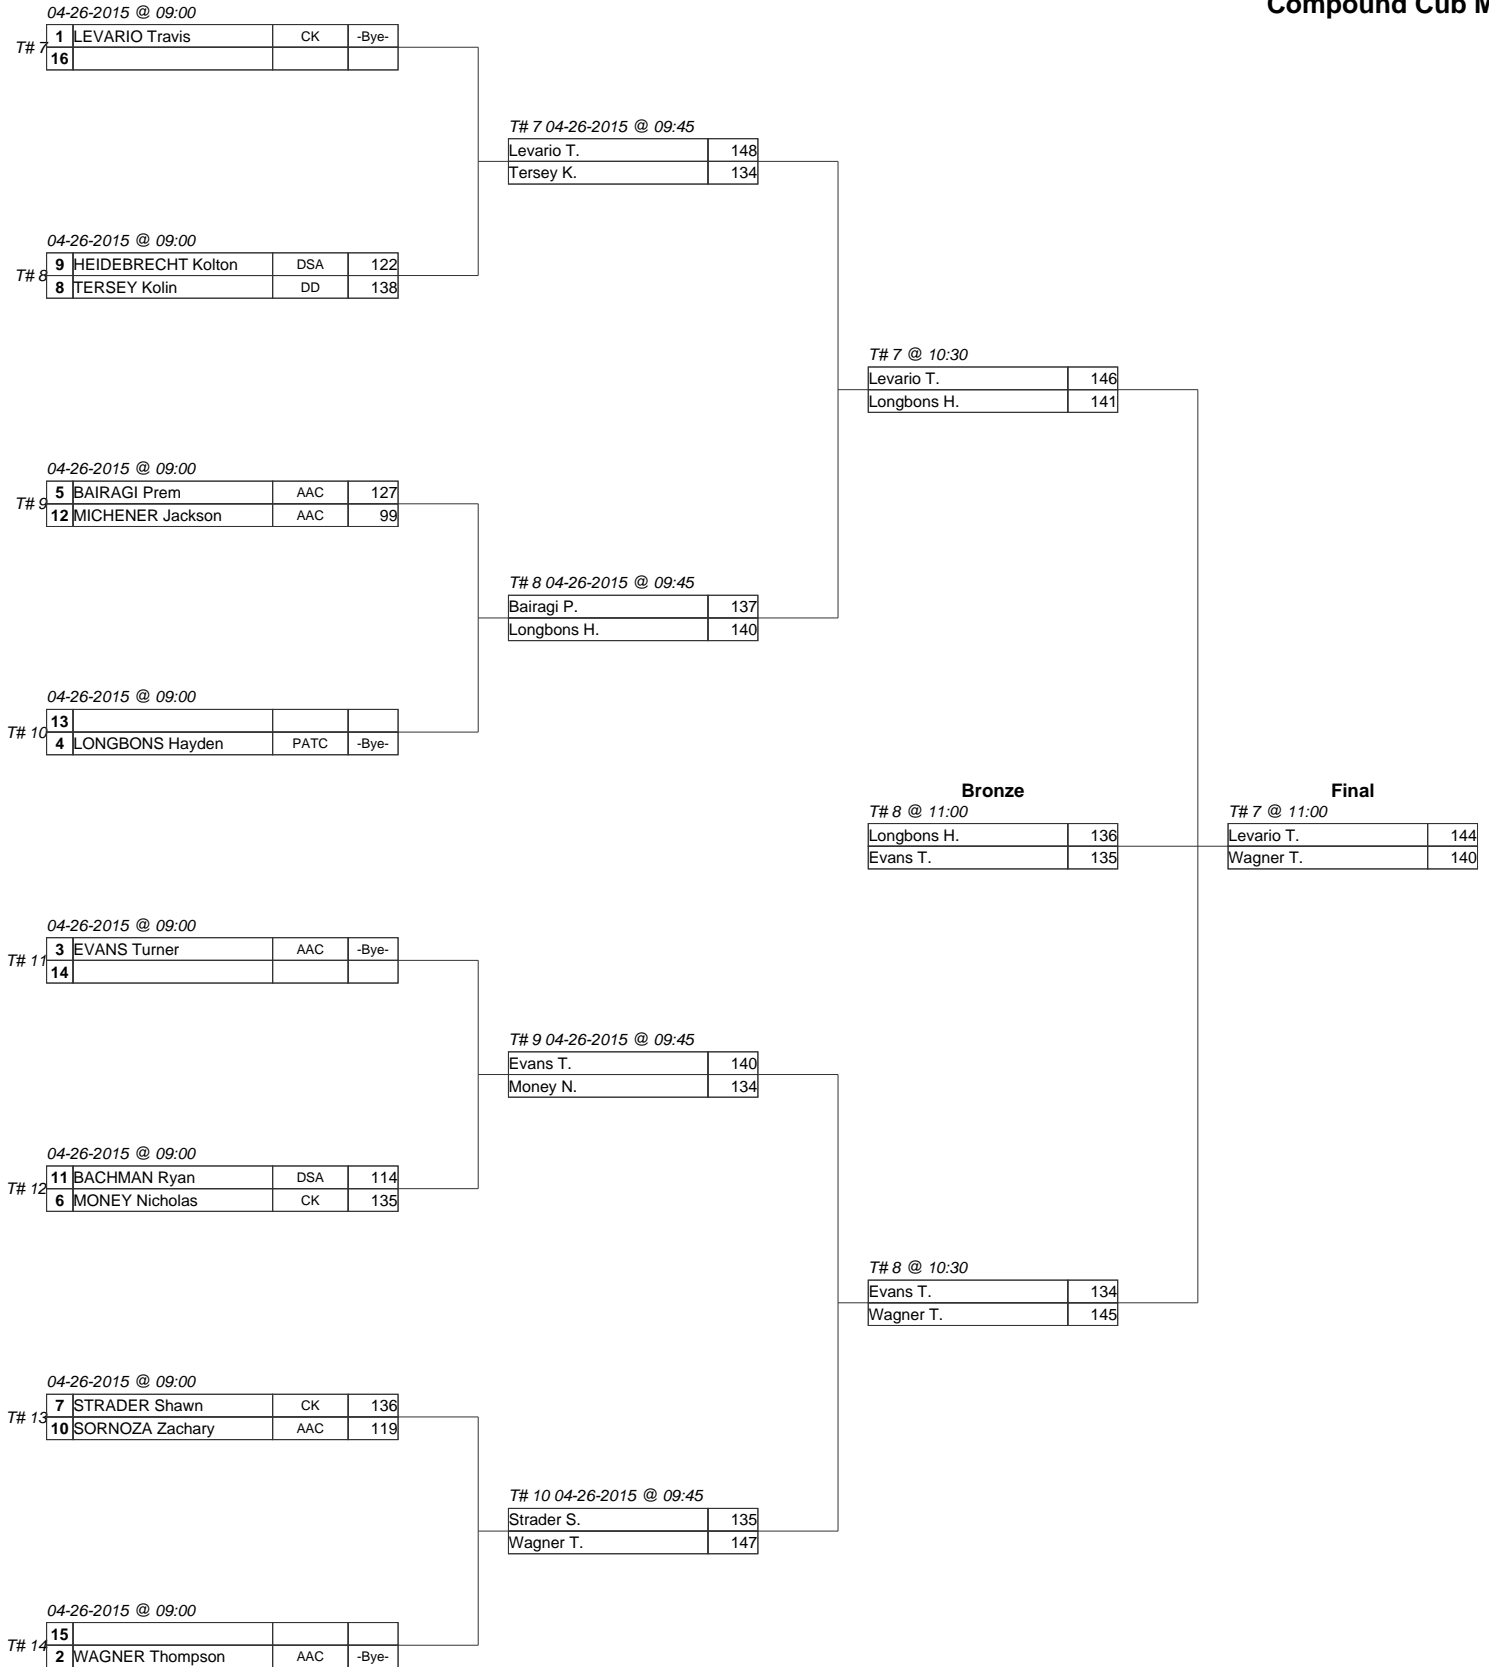 Compound Cub M
04-26-2015 @ 09:00
T# 7
1 LEVARIO Travis CK -Bye-
16
T# 7 04-26-2015 @ 09:45
Levario T. 148
Tersey K. 134
04-26-2015 @ 09:00
T# 8
9 HEIDEBRECHT Kolton DSA 122
8 TERSEY Kolin DD 138
T# 7 @ 10:30
Levario T. 146
Longbons H. 141
04-26-2015 @ 09:00
T# 9
5 BAIRAGI Prem AAC 127
12 MICHENER Jackson AAC 99
T# 8 04-26-2015 @ 09:45
Bairagi P. 137
Longbons H. 140
04-26-2015 @ 09:00
T# 10
13
4 LONGBONS Hayden PATC -Bye-
Bronze
T# 8 @ 11:00
Longbons H. 136
Evans T. 135
Final
T# 7 @ 11:00
Levario T. 144
Wagner T. 140
04-26-2015 @ 09:00
T# 11
3 EVANS Turner AAC -Bye-
14
T# 9 04-26-2015 @ 09:45
Evans T. 140
Money N. 134
04-26-2015 @ 09:00
T# 12
11 BACHMAN Ryan DSA 114
6 MONEY Nicholas CK 135
T# 8 @ 10:30
Evans T. 134
Wagner T. 145
04-26-2015 @ 09:00
T# 13
7 STRADER Shawn CK 136
10 SORNOZA Zachary AAC 119
T# 10 04-26-2015 @ 09:45
Strader S. 135
Wagner T. 147
04-26-2015 @ 09:00
T# 14
15
2 WAGNER Thompson AAC -Bye-